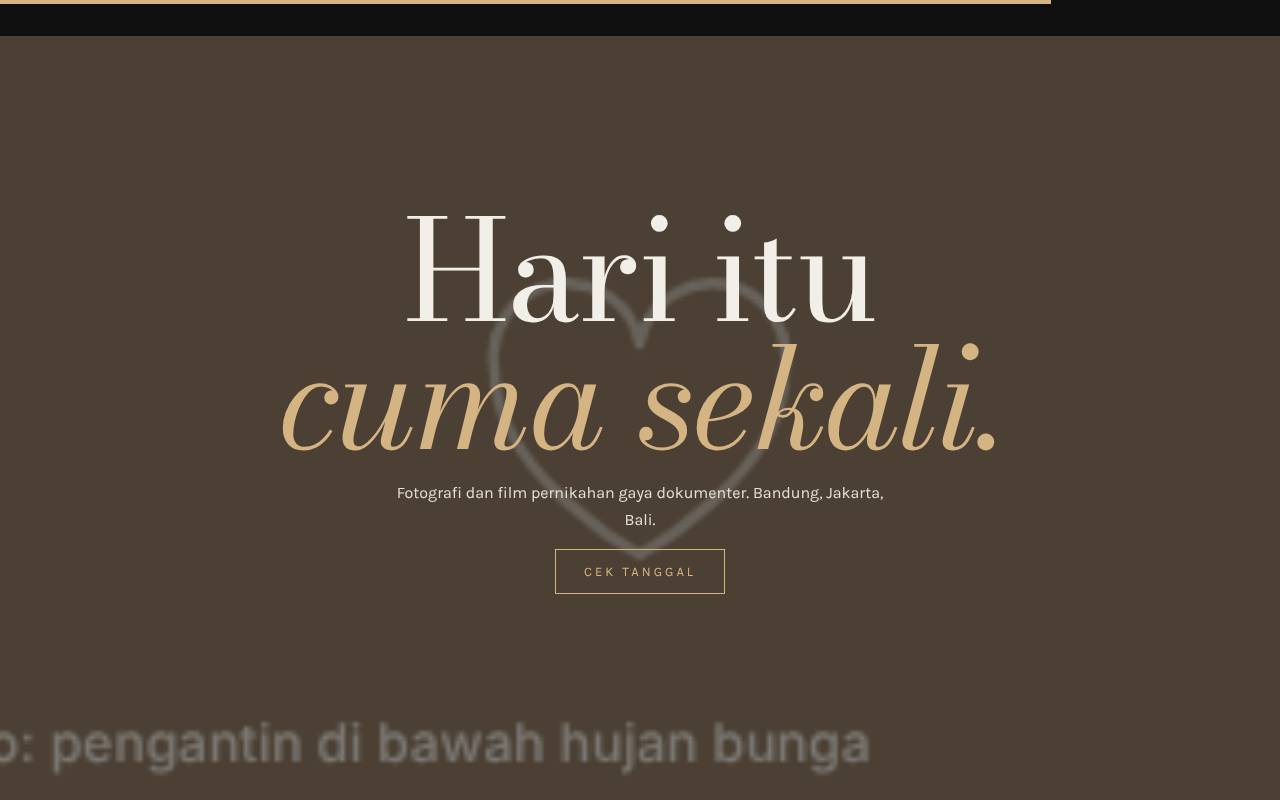 Hari itu
cuma sekali.
Fotografi dan film pernikahan gaya dokumenter. Bandung, Jakarta,
Bali.
CEK TANGGAL
: pengantin di bawah hujan bunga